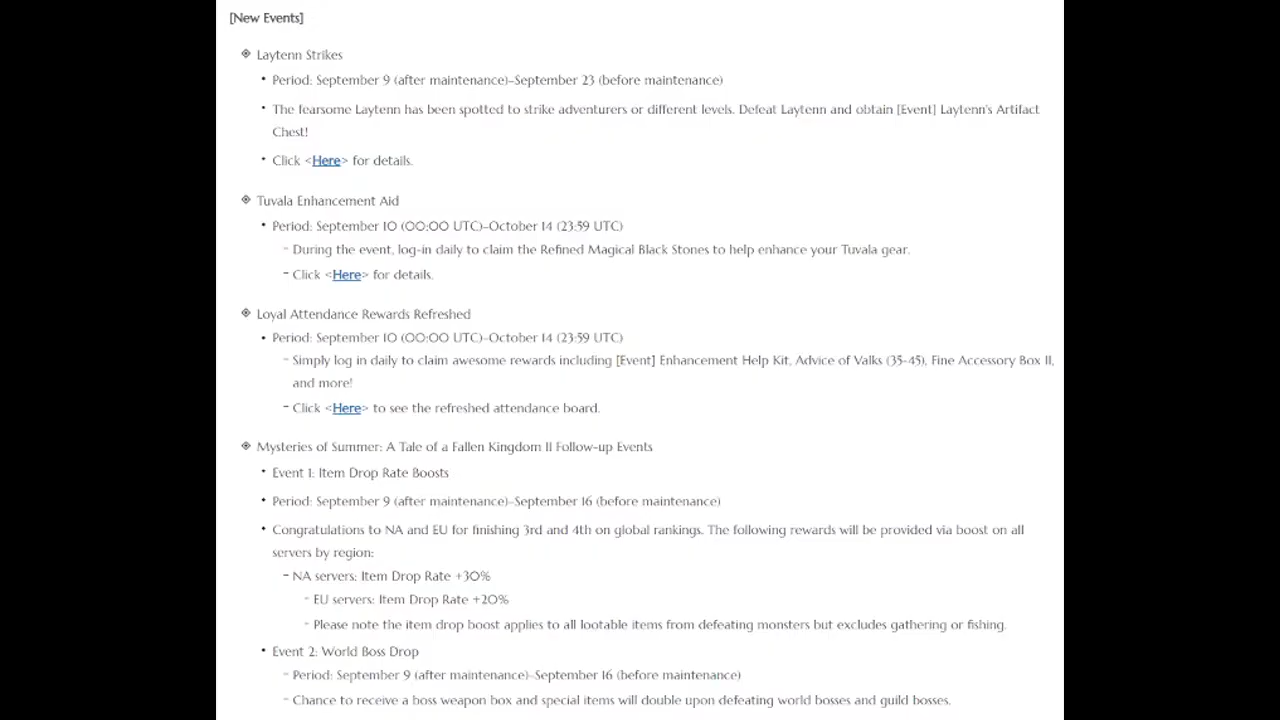 [New Events]
Laytenn Strikes
• Period: September 9 (after maintenance)–September 23 (before maintenance)
• The fearsome Laytenn has been spotted to strike adventurers or different levels. Defeat Laytenn and obtain [Event] Laytenn's Artifact
Chest!
• Click <Here> for details.
Tuvala Enhancement Aid
• Period: September 10 (00:00 UTC)–October 14 (23:59 UTC)
- During the event, log-in daily to claim the Refined Magical Black Stones to help enhance your Tuvala gear.
- Click <Here> for details.
Loyal Attendance Rewards Refreshed
• Period: September 10 (00:00 UTC)–October 14 (23:59 UTC)
- Simply log in daily to claim awesome rewards including [Event] Enhancement Help Kit, Advice of Valks (35-45), Fine Accessory Box II,
and more!
- Click <Here> to see the refreshed attendance board.
Mysteries of Summer: A Tale of a Fallen Kingdom II Follow-up Events
• Event 1: Item Drop Rate Boosts
• Period: September 9 (after maintenance)–September 16 (before maintenance)
• Congratulations to NA and EU for finishing 3rd and 4th on global rankings. The following rewards will be provided via boost on all
servers by region:
- NA servers: Item Drop Rate +30%
- EU servers: Item Drop Rate +20%
- Please note the item drop boost applies to all lootable items from defeating monsters but excludes gathering or fishing.
• Event 2: World Boss Drop
- Period: September 9 (after maintenance)–September 16 (before maintenance)
- Chance to receive a boss weapon box and special items will double upon defeating world bosses and guild bosses.